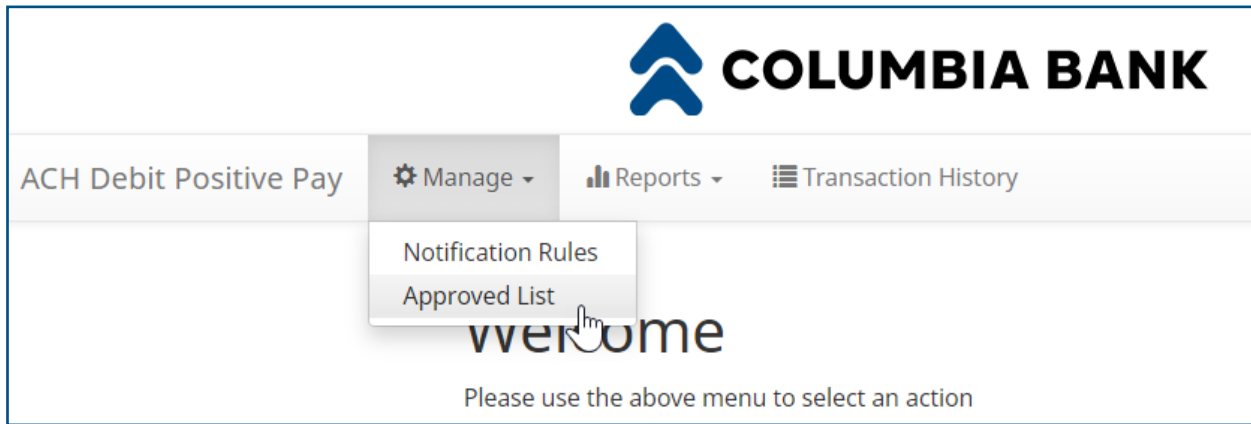 COLUMBIA BANK
ACH Debit Positive Pay Manage Reports Transaction History
Notification Rules
Approved List
Welcome
Please use the above menu to select an action